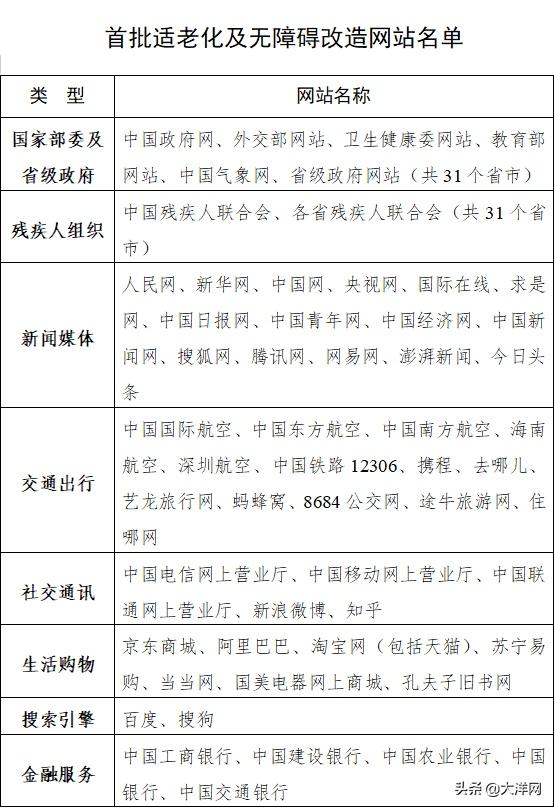 首批适老化及无障碍改造网站名单
类 型
网站名称
国家部委及
省级政府
中国政府网、外交部网站、卫生健康委网站、教育部
网站、中国气象网、省级政府网站（共 31 个省市）
残疾人组织
中国残疾人联合会、各省残疾人联合会（共 31 个省
市）
新闻媒体
人民网、新华网、中国网、央视网、国际在线、求是
网、中国日报网、中国青年网、中国经济网、中国新
闻网、搜狐网、腾讯网、网易网、澎湃新闻、今日头
条
交通出行
中国国际航空、中国东方航空、中国南方航空、海南
航空、深圳航空、中国铁路 12306、携程、去哪儿、
艺龙旅行网、蚂蜂窝、8684 公交网、途牛旅游网、住
哪网
社交通讯
中国电信网上营业厅、中国移动网上营业厅、中国联
通网上营业厅、新浪微博、知乎
生活购物
京东商城、阿里巴巴、淘宝网（包括天猫）、苏宁易
购、当当网、国美电器网上商城、孔夫子旧书网
搜索引擎
百度、搜狗
金融服务
中国工商银行、中国建设银行、中国农业银行、中国
银行、中国交通银行
头条 @大洋网